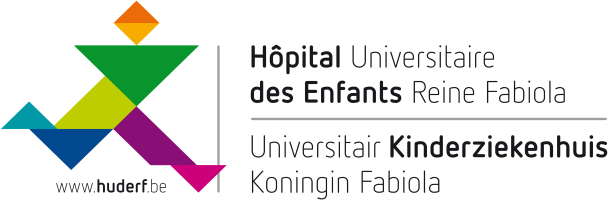 Hôpital Universitaire
des Enfants Reine Fabiola
Universitair Kinderziekenhuis
Koningin Fabiola
www.huderf.be